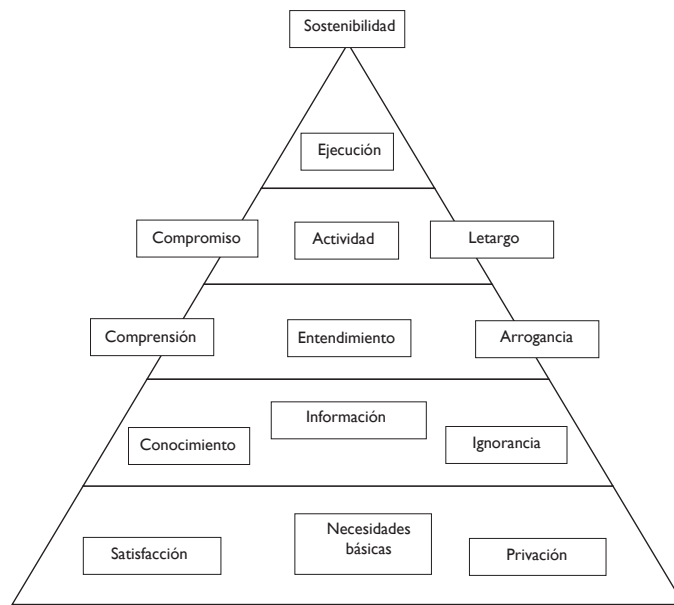 Sostenibilidad
Ejecución
Compromiso
Actividad
Letargo
Comprensión
Entendimiento
Arrogancia
Información
Conocimiento
Ignorancia
Necesidades
básicas
Satisfacción
Privación